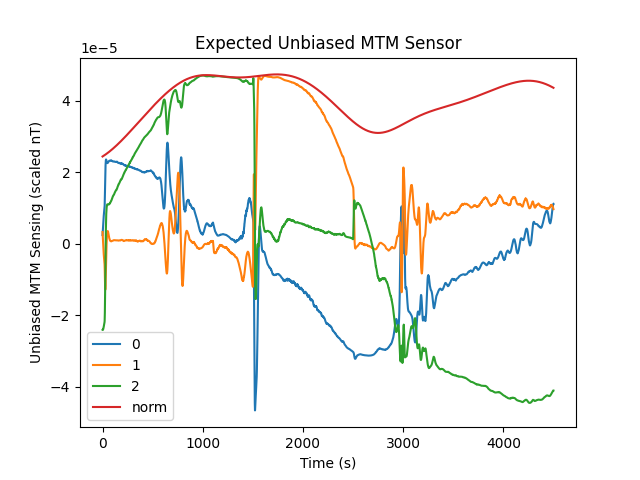 Expected Unbiased MTM Sensor
1e−5
4
2
0
−2
−4
Unbiased MTM Sensing (scaled nT)
0
1
2
norm
0 1000 2000 3000 4000
Time (s)